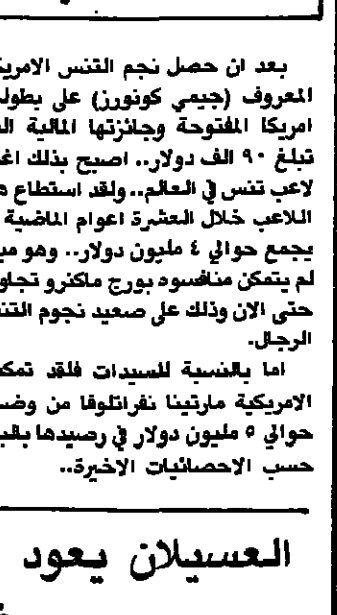 بعد ان حصل نجم التنس الامريك
المعروف (جيمي كونورز) على بطول
امريكا المفتوحة وجائزتها المالية ال
تبلغ ٩٠ الف دولار.. اصبح بذلك اغ
لاعب تنس في العالم.. ولقد استطاع ه
اللاعب خلال العشرة اعوام الماضية
يجمع حوالي ٤ مليون دولار.. وهو مب
لم يتمكن منافسوه بورج ماكنرو تجاو
حتى الان وذلك على صعيد نجوم التن
الرجال.
اما بالنسبة للسيدات فلقد تمك
الامريكية مارتينا نفراتلوفا من وض
حوالي ٥ مليون دولار في رصيدها بالب
حسب الاحصائيات الاخيرة..
العسيلان يعود